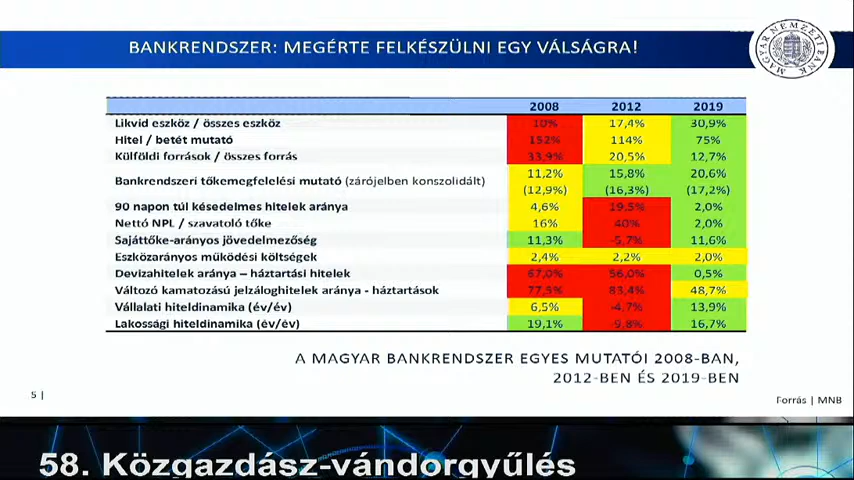 BANKRENDSZER: MEGÉRTE FELKÉSZÜLNI EGY VÁLSÁGRA!
MAGYAR NEMZETI BANK
2008 2012 2019
Likvid eszköz / összes eszköz 10% 17,4% 30,9%
Hitel / betét mutató 152% 114% 75%
Külföldi források / összes forrás 33,9% 20,5% 12,7%
Bankrendszeri tőkemegfelelési mutató (zárójelben konszolidált) 11,2% 15,8% 20,6%
(12,9%) (16,3%) (17,2%)
90 napon túl késedelmes hitelek aránya 4,6% 19,5% 2,0%
Nettó NPL / szavatoló tőke 16% 40% 2,0%
Sajáttőke-arányos jövedelmezőség 11,3% -5,7% 11,6%
Eszközarányos működési költségek 2,4% 2,2% 2,0%
Devizahitelek aránya – háztartási hitelek 67,0% 56,0% 0,5%
Változó kamatozású jelzáloghitelek aránya - háztartások 77,5% 83,4% 48,7%
Vállalati hiteldinamika (év/év) 6,5% -4,7% 13,9%
Lakossági hiteldinamika (év/év) 19,1% -9,8% 16,7%
A MAGYAR BANKRENDSZER EGYES MUTATÓI 2008-BAN,
2012-BEN ÉS 2019-BEN
5 |
Forrás | MNB
58. Közgazdász-vándorgyűlés